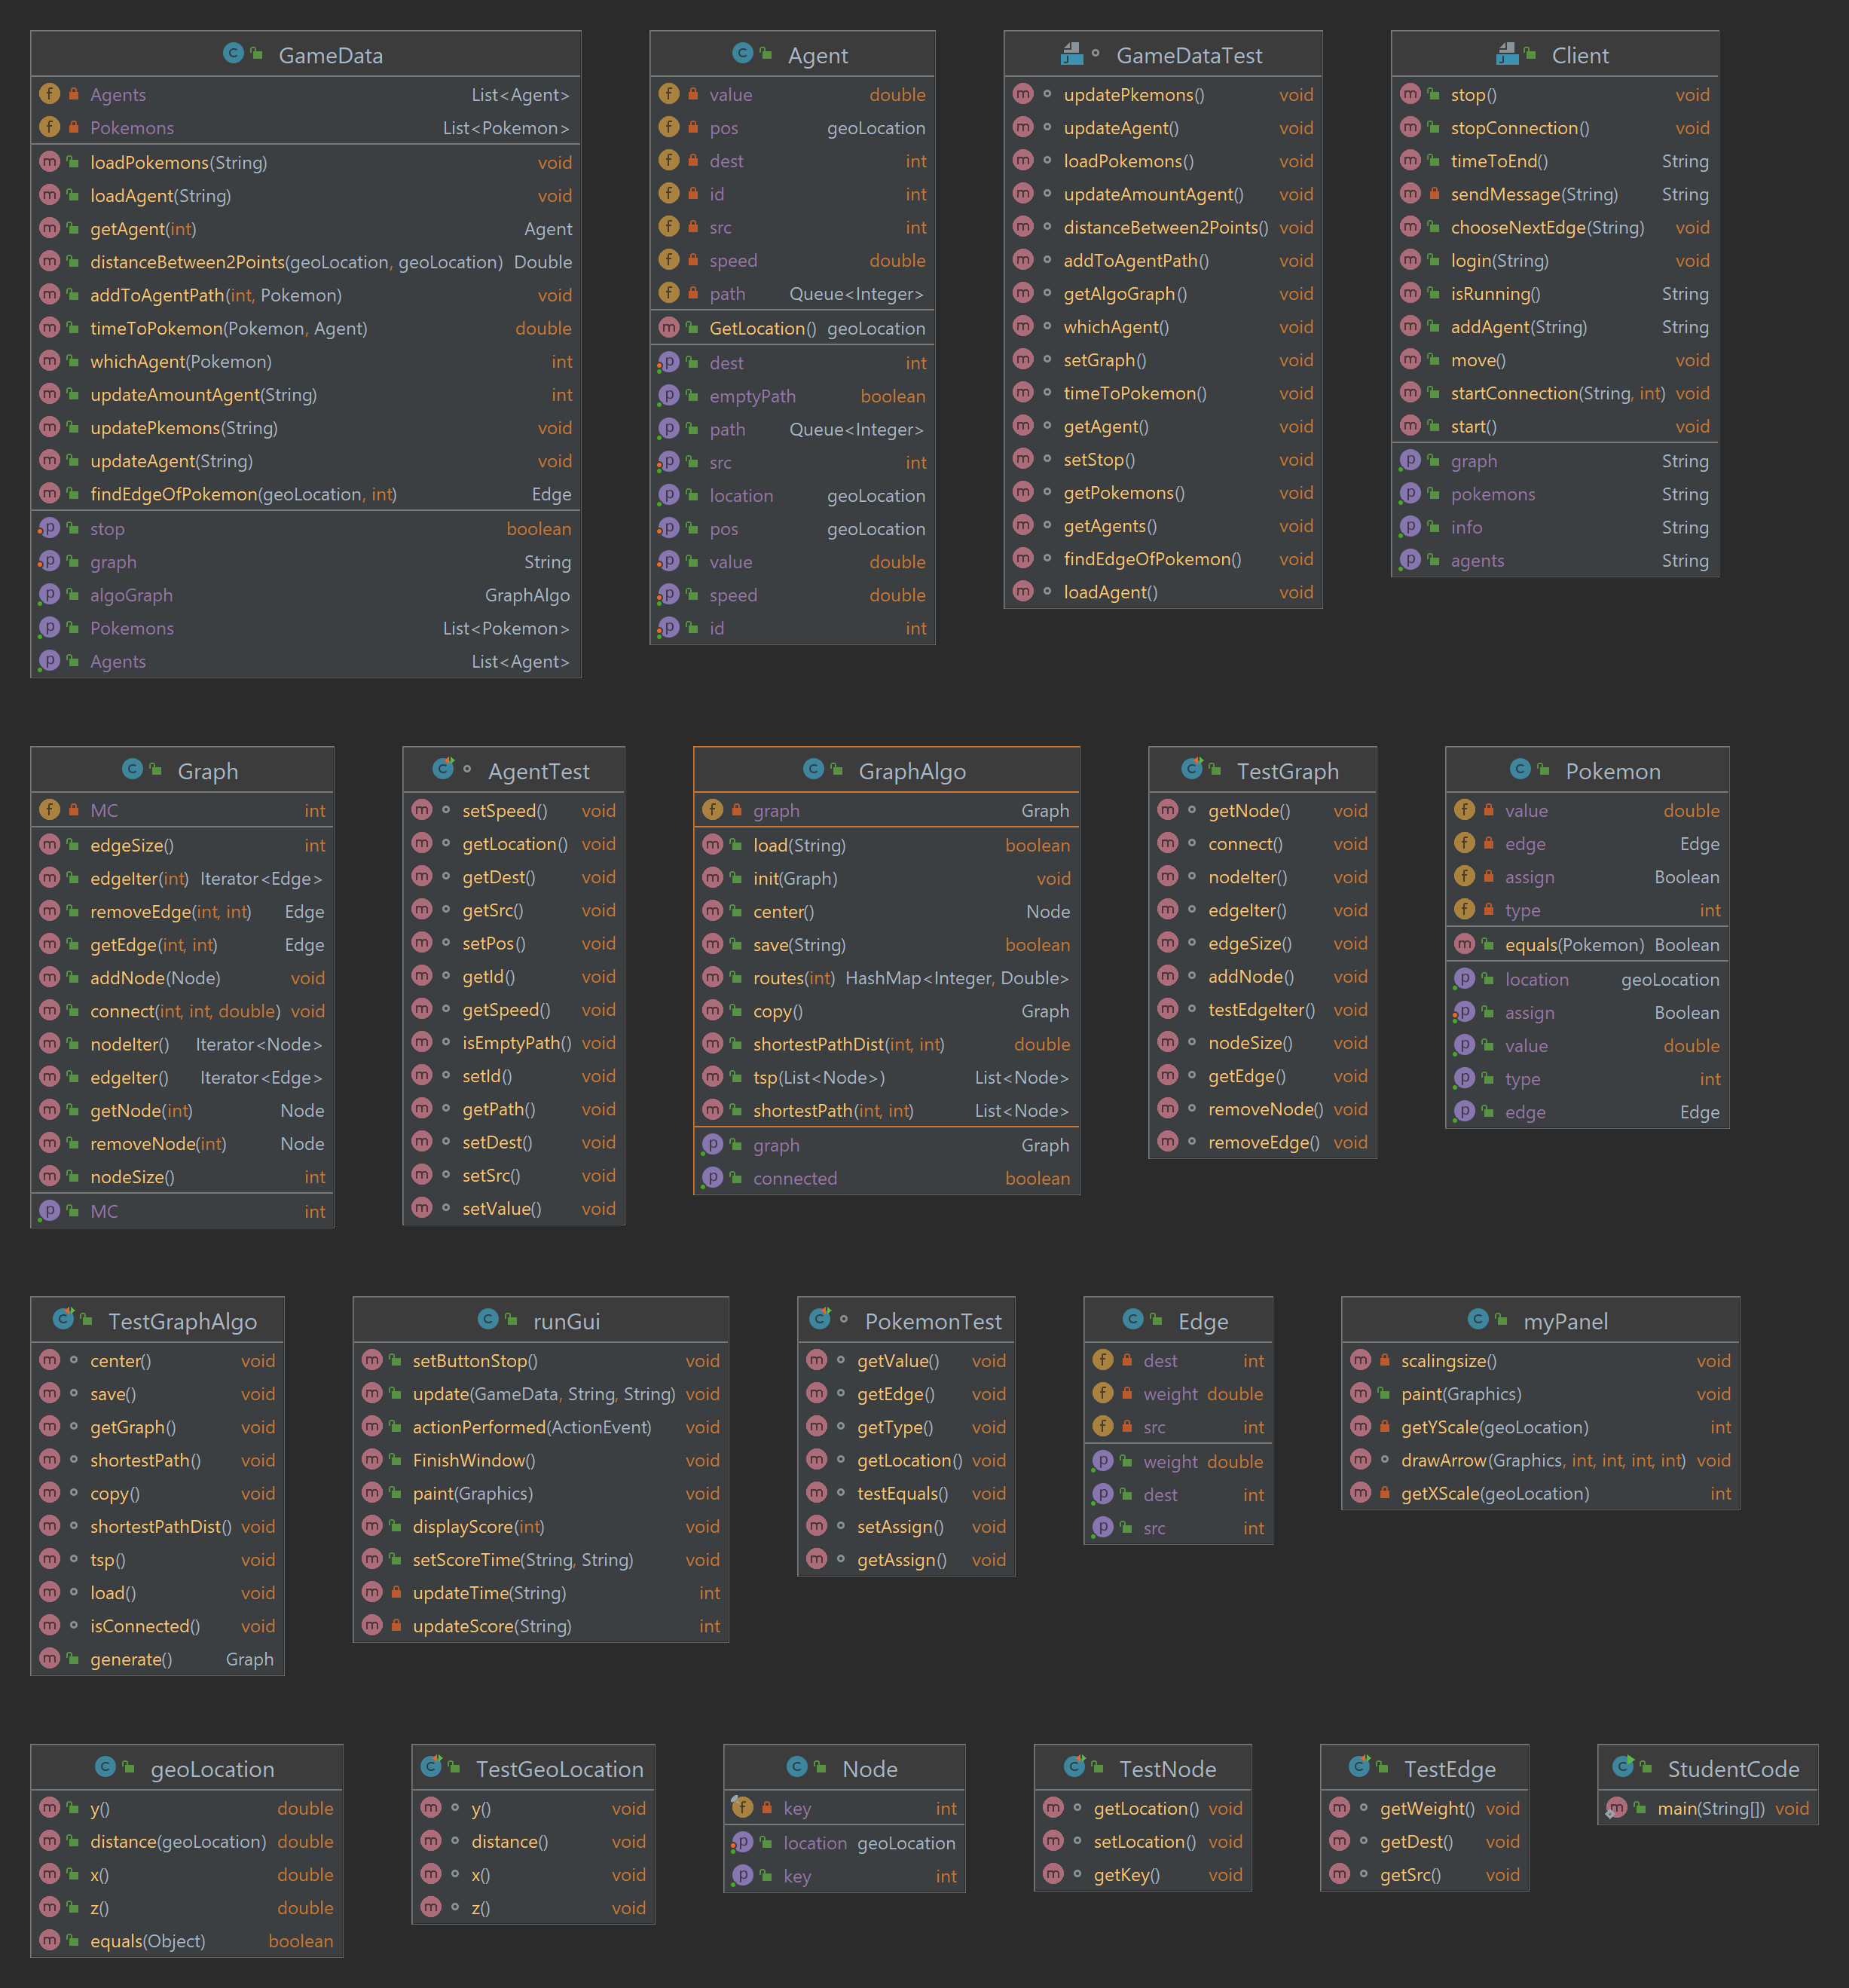 GameData
Agents List<Agent>
Pokemons List<Pokemon>
loadPokemons(String) void
loadAgent(String) void
getAgent(int) Agent
distanceBetween2Points(geoLocation, geoLocation) Double
addToAgentPath(int, Pokemon) void
timeToPokemon(Pokemon, Agent) double
whichAgent(Pokemon) int
updateAmountAgent(String) int
updatePkemons(String) void
updateAgent(String) void
findEdgeOfPokemon(geoLocation, int) Edge
stop boolean
graph String
algoGraph GraphAlgo
Pokemons List<Pokemon>
Agents List<Agent>
Agent
value double
pos geoLocation
dest int
id int
src int
speed double
path Queue<Integer>
GetLocation() geoLocation
dest int
emptyPath boolean
path Queue<Integer>
src int
location geoLocation
pos geoLocation
value double
speed double
id int
GameDataTest
updatePkemons() void
updateAgent() void
loadPokemons() void
updateAmountAgent() void
distanceBetween2Points() void
addToAgentPath() void
getAlgoGraph() void
whichAgent() void
setGraph() void
timeToPokemon() void
getAgent() void
setStop() void
getPokemons() void
getAgents() void
findEdgeOfPokemon() void
loadAgent() void
Client
stop() void
stopConnection() void
timeToEnd() String
sendMessage(String) String
chooseNextEdge(String) void
login(String) void
isRunning() String
addAgent(String) String
move() void
startConnection(String, int) void
start() void
graph String
pokemons String
info String
agents String
Graph
MC int
edgeSize() int
edgeIter(int) Iterator<Edge>
removeEdge(int, int) Edge
getEdge(int, int) Edge
addNode(Node) void
connect(int, int, double) void
nodeIter() Iterator<Node>
edgeIter() Iterator<Edge>
getNode(int) Node
removeNode(int) Node
nodeSize() int
MC int
AgentTest
setSpeed() void
getLocation() void
getDest() void
getSrc() void
setPos() void
getId() void
getSpeed() void
isEmptyPath() void
setId() void
getPath() void
setDest() void
setSrc() void
setValue() void
GraphAlgo
graph Graph
load(String) boolean
init(Graph) void
center() Node
save(String) boolean
routes(int) HashMap<Integer, Double>
copy() Graph
shortestPathDist(int, int) double
tsp(List<Node>) List<Node>
shortestPath(int, int) List<Node>
graph Graph
connected boolean
TestGraph
getNode() void
connect() void
nodeIter() void
edgeIter() void
edgeSize() void
addNode() void
testEdgeIter() void
nodeSize() void
getEdge() void
removeNode() void
removeEdge() void
Pokemon
value double
edge Edge
assign Boolean
type int
equals(Pokemon) Boolean
location geoLocation
assign Boolean
value double
type int
edge Edge
TestGraphAlgo
center() void
save() void
getGraph() void
shortestPath() void
copy() void
shortestPathDist() void
tsp() void
load() void
isConnected() void
generate() Graph
runGui
setButtonStop() void
update(GameData, String, String) void
actionPerformed(ActionEvent) void
FinishWindow() void
paint(Graphics) void
displayScore(int) void
setScoreTime(String, String) void
updateTime(String) int
updateScore(String) int
PokemonTest
getValue() void
getEdge() void
getType() void
getLocation() void
testEquals() void
setAssign() void
getAssign() void
Edge
dest int
weight double
src int
weight double
dest int
src int
myPanel
scalingsize() void
paint(Graphics) void
getYScale(geoLocation) int
drawArrow(Graphics, int, int, int, int) void
getXScale(geoLocation) int
geoLocation
y() double
distance(geoLocation) double
x() double
z() double
equals(Object) boolean
TestGeoLocation
y() void
distance() void
x() void
z() void
Node
key int
location geoLocation
key int
TestNode
getLocation() void
setLocation() void
getKey() void
TestEdge
getWeight() void
getDest() void
getSrc() void
StudentCode
main(String[]) void